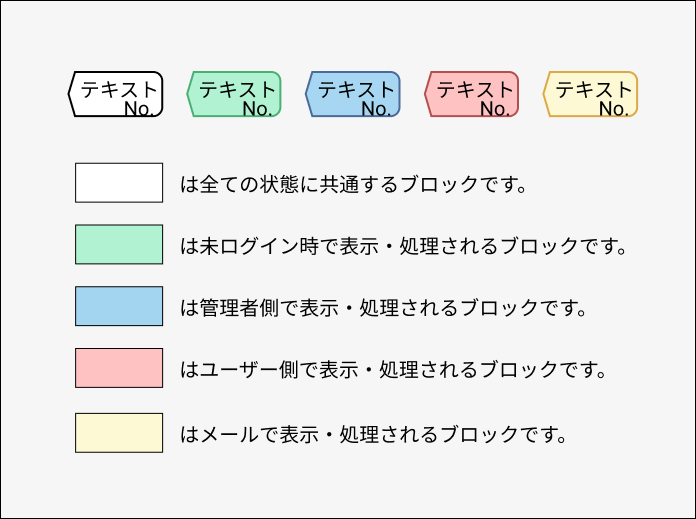 テキスト テキスト テキスト テキスト テキスト
No. No. No. No. No.
は全ての状態に共通するブロックです。
は未ログイン時で表示・処理されるブロックです。
は管理者側で表示・処理されるブロックです。
はユーザー側で表示・処理されるブロックです。
はメールで表示・処理されるブロックです。